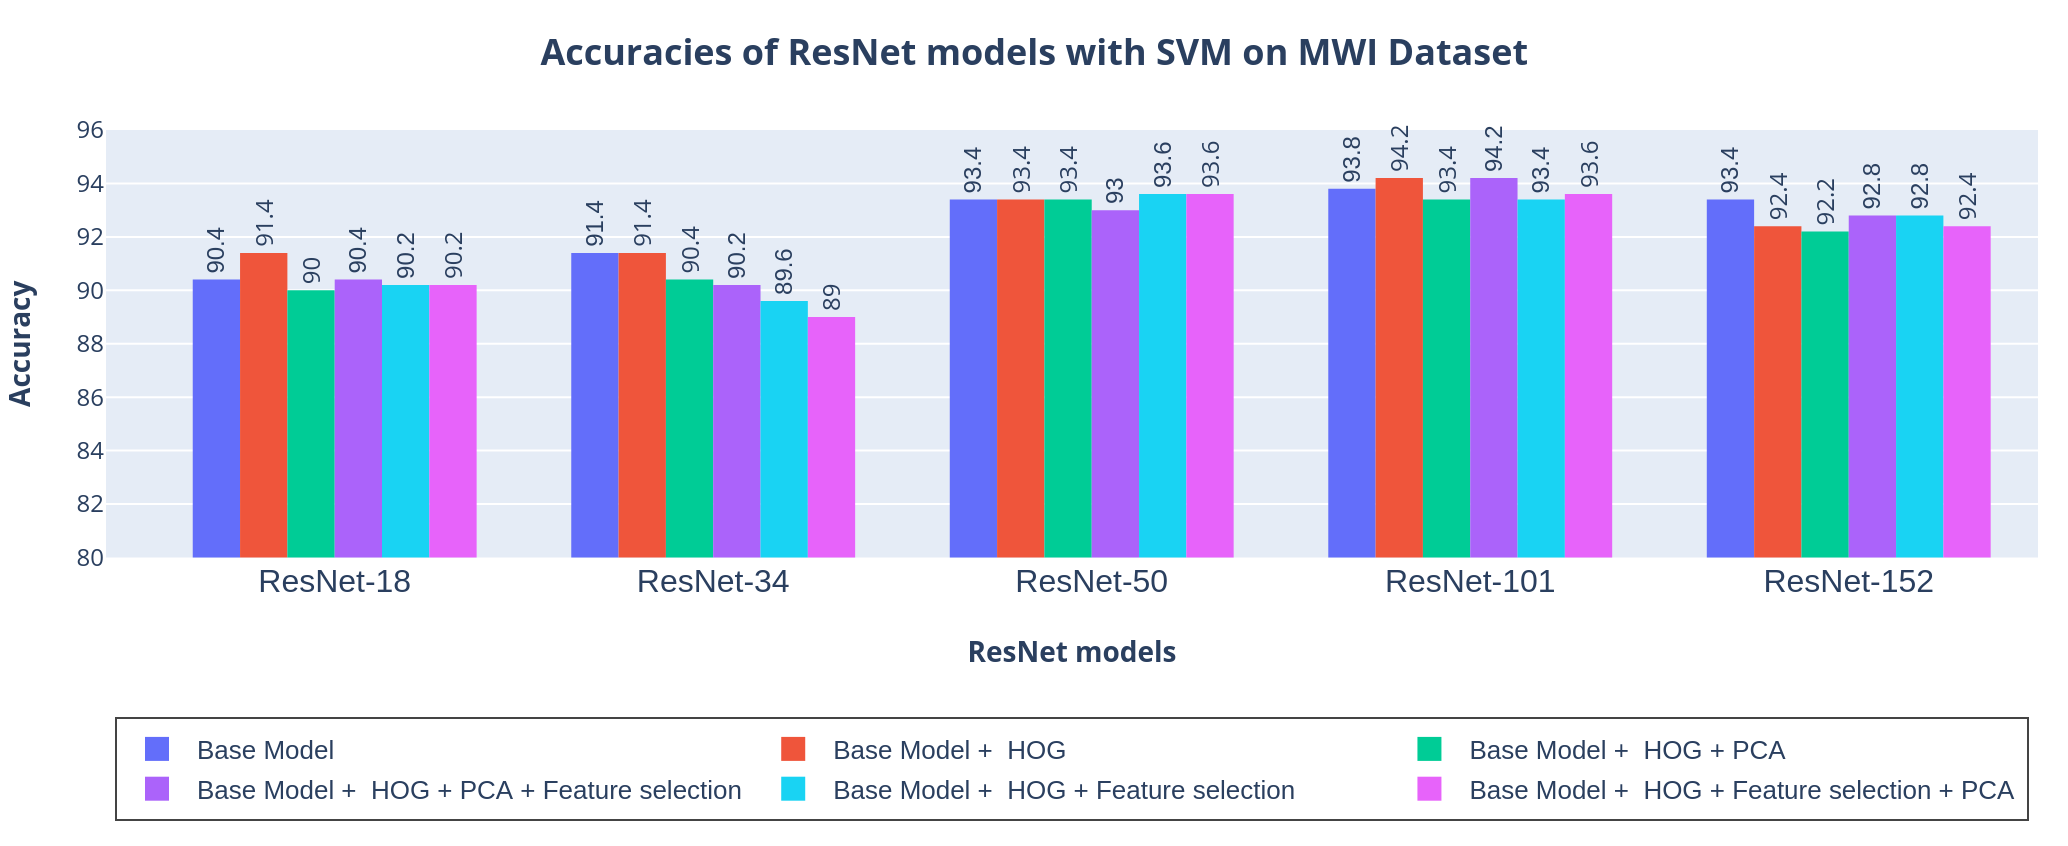 Accuracies of ResNet models with SVM on MWI Dataset
Accuracy
96
94
92
90
88
86
84
82
80
90.4 91.4 90 90.4 90.2 90.2
91.4 91.4 90.4 90.2 89.6 89
93.4 93.4 93.4 93 93.6 93.6
93.8 94.2 93.4 94.2 93.4 93.6
93.4 92.4 92.2 92.8 92.8 92.4
ResNet-18 ResNet-34 ResNet-50 ResNet-101 ResNet-152
ResNet models
Base Model Base Model + HOG Base Model + HOG + PCA
Base Model + HOG + PCA + Feature selection Base Model + HOG + Feature selection Base Model + HOG + Feature selection + PCA